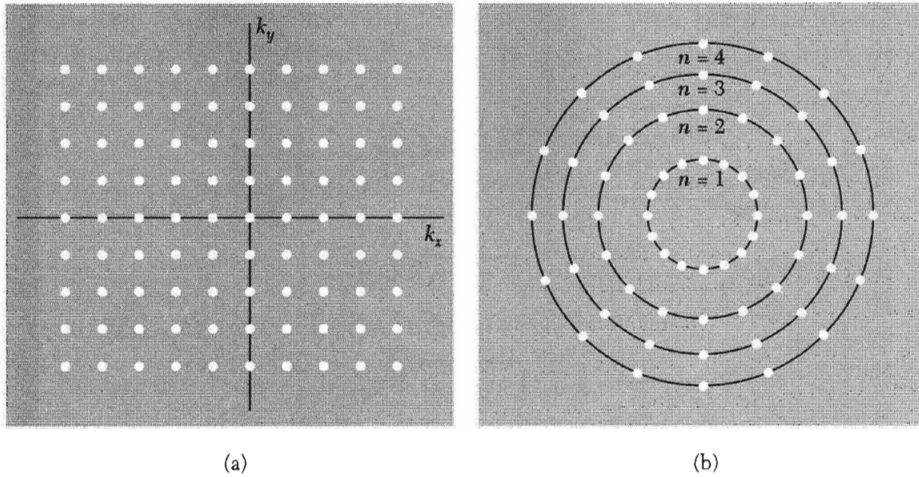 k_y
k_x
(a)
n = 4
n = 3
n = 2
n = 1
(b)